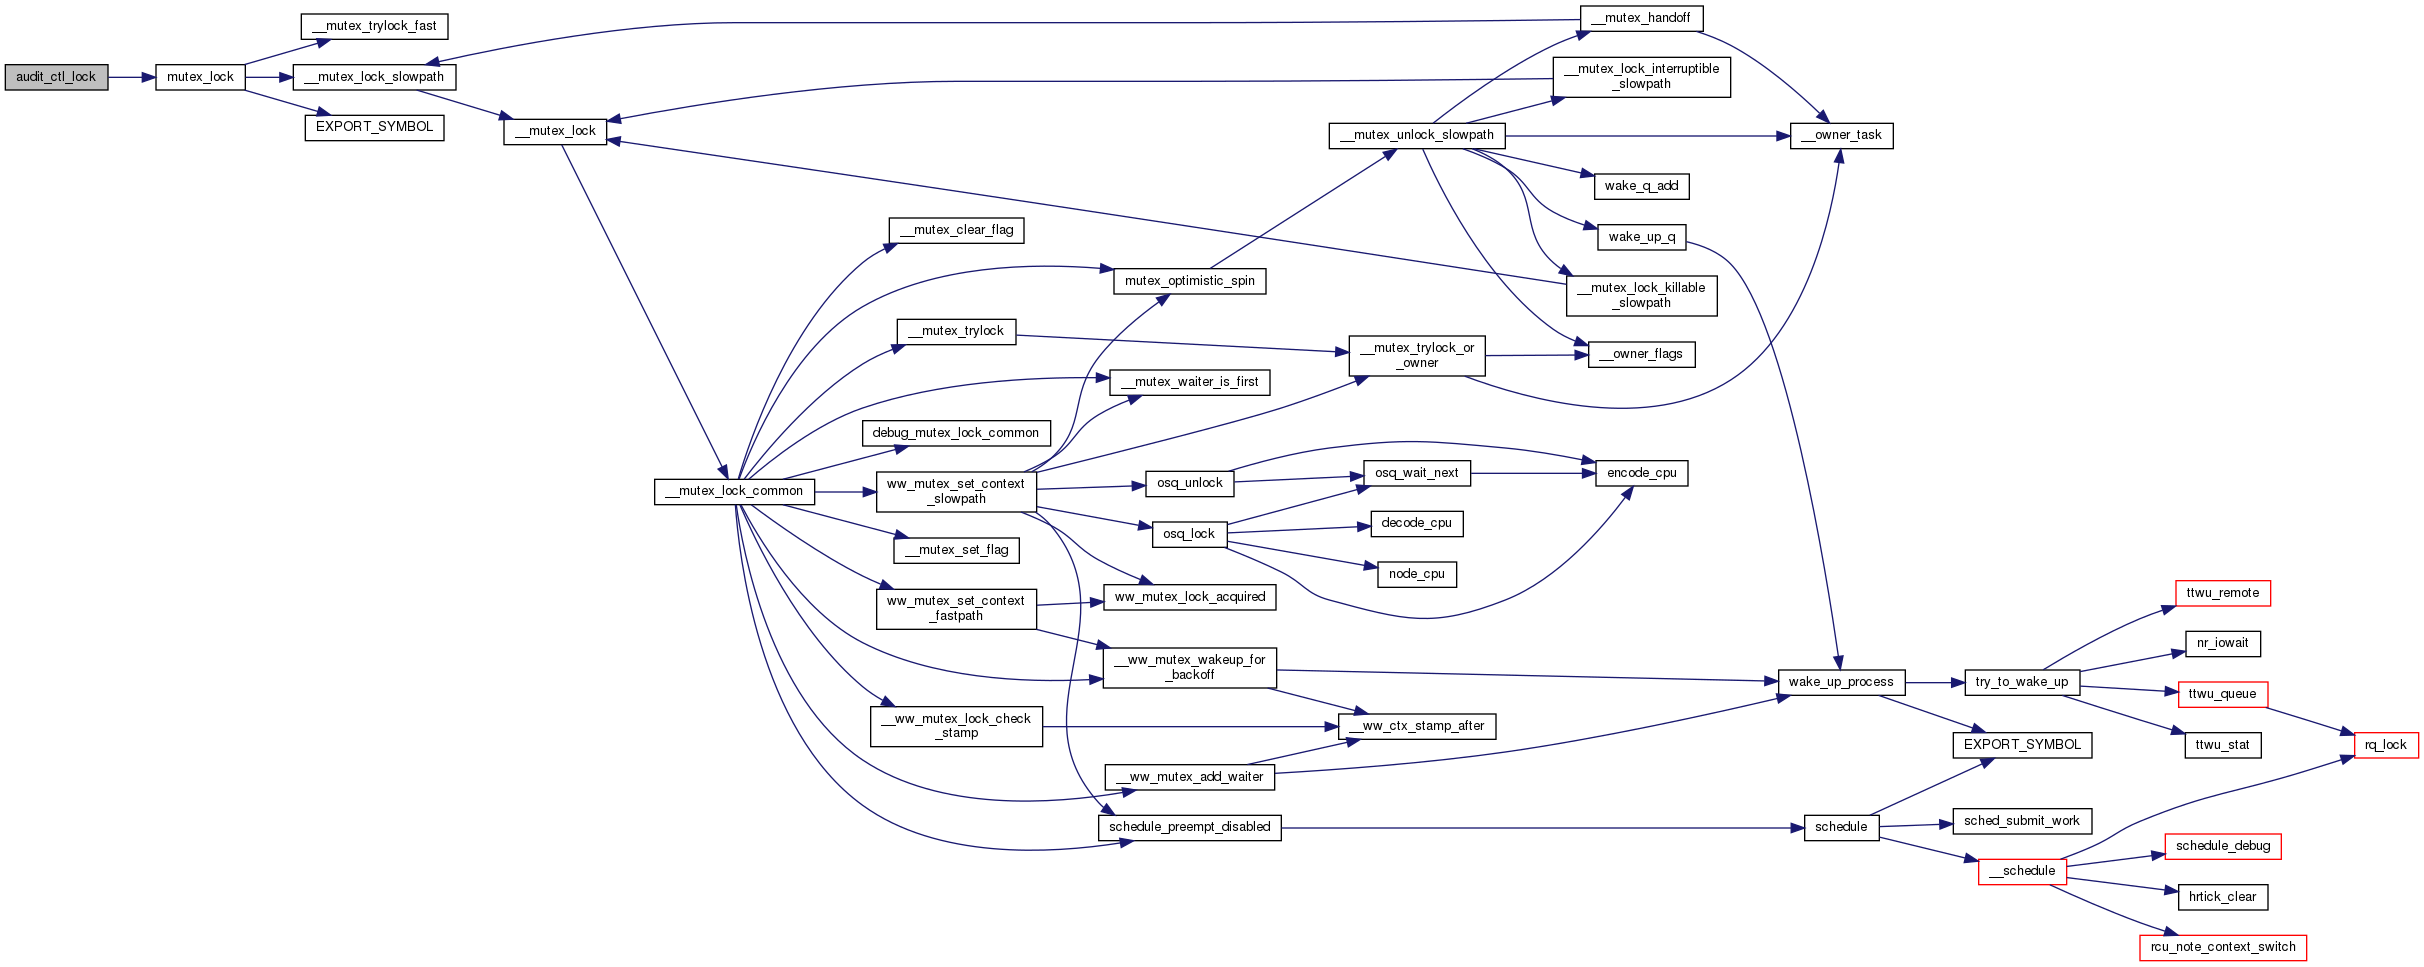 audit_ctl_lock
mutex_lock
__mutex_trylock_fast
__mutex_lock_slowpath
EXPORT_SYMBOL
__mutex_lock
__mutex_lock_common
__mutex_clear_flag
mutex_optimistic_spin
__mutex_trylock
__mutex_waiter_is_first
debug_mutex_lock_common
ww_mutex_set_context
_slowpath
__mutex_set_flag
ww_mutex_set_context
_fastpath
__ww_mutex_lock_check
_stamp
osq_unlock
osq_lock
ww_mutex_lock_acquired
__ww_mutex_wakeup_for
_backoff
__ww_mutex_add_waiter
schedule_preempt_disabled
__mutex_unlock_slowpath
__mutex_trylock_or
_owner
osq_wait_next
decode_cpu
node_cpu
__ww_ctx_stamp_after
__mutex_handoff
__mutex_lock_interruptible
_slowpath
wake_q_add
wake_up_q
__mutex_lock_killable
_slowpath
__owner_flags
encode_cpu
__owner_task
wake_up_process
schedule
try_to_wake_up
EXPORT_SYMBOL
sched_submit_work
__schedule
ttwu_remote
nr_iowait
ttwu_queue
ttwu_stat
schedule_debug
hrtick_clear
rcu_note_context_switch
rq_lock